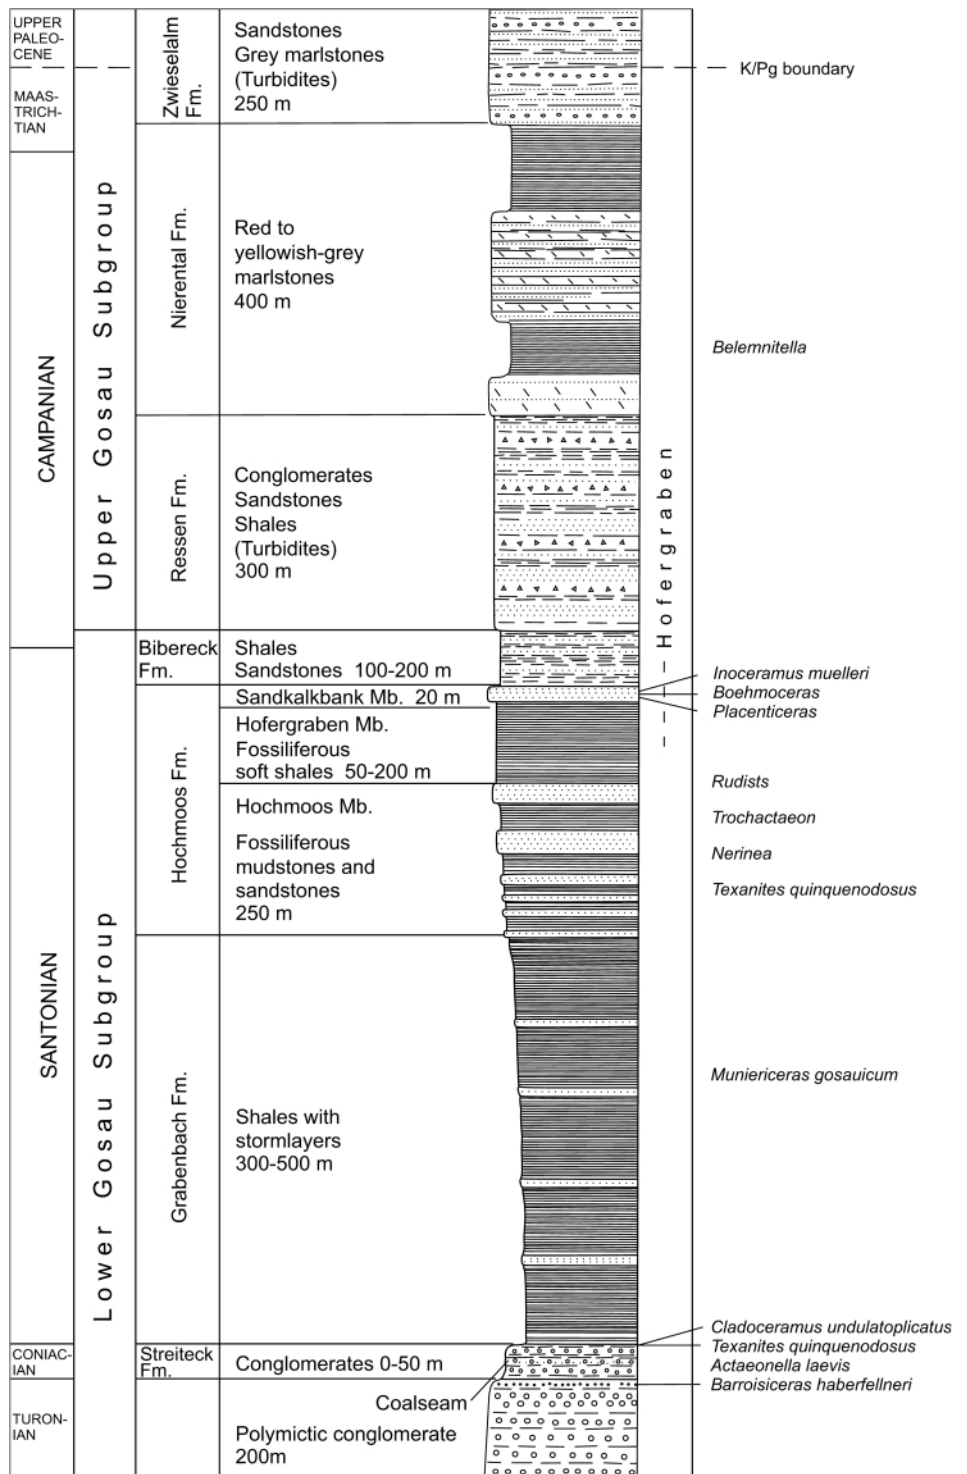 UPPER
PALEO-
CENE
MAAS-
TRICH-
TIAN
CAMPANIAN
SANTONIAN
CONIAC-
IAN
TURON-
IAN
Upper Gosau Subgroup
Lower Gosau Subgroup
Zwieselalm
Fm.
Sandstones
Grey marlstones
(Turbidites)
250 m
K/Pg boundary
Nierental Fm.
Red to
yellowish-grey
marlstones
400 m
Belemnitella
Ressen Fm.
Conglomerates
Sandstones
Shales
(Turbidites)
300 m
Hofergraben
Bibereck
Fm.
Shales
Sandstones 100-200 m
Inoceramus muelleri
Boehmoceras
Placenticeras
Hochmoos Fm.
Sandkalkbank Mb. 20 m
Hofergraben Mb.
Fossiliferous
soft shales 50-200 m
Hochmoos Mb.
Fossiliferous
mudstones and
sandstones
250 m
Rudists
Trochactaeon
Nerinea
Texanites quinquenodosus
Grabenbach Fm.
Shales with
stormlayers
300-500 m
Muniericeras gosauicum
Cladoceramus undulatoplicatus
Texanites quinquenodosus
Actaeonella laevis
Barroisiceras haberfellneri
Streiteck
Fm.
Conglomerates 0-50 m
Coalseam
Polymictic conglomerate
200m